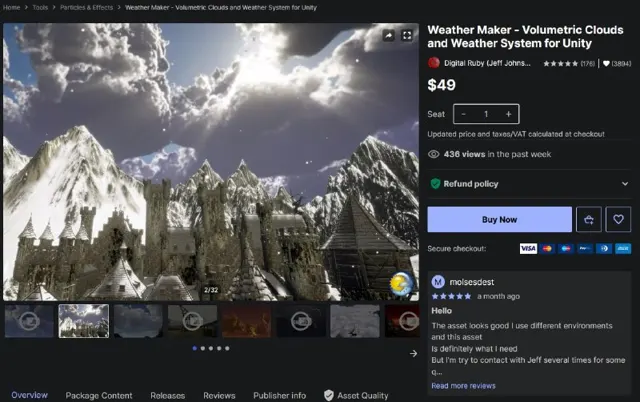 Home > Tools > Particles & Effects > Weather Maker - Volumetric Clouds and Weather System for Unity
Weather Maker - Volumetric Clouds
and Weather System for Unity
Digital Ruby (Jeff Johns... ★★★★★ (176) | ♥ (3894)
$49
Seat - 1 +
Updated price and taxes/VAT calculated at checkout
436 views in the past week
Refund policy
Buy Now
Secure checkout: VISA
2/32
M moisesdest
★★★★★ a month ago
Hello
The asset looks good I use different environments
and this asset
Is definitely what I need
But I'm try to contact with Jeff several times for some
q...
Read more reviews
Overview Package Content Releases Reviews Publisher info Asset Quality